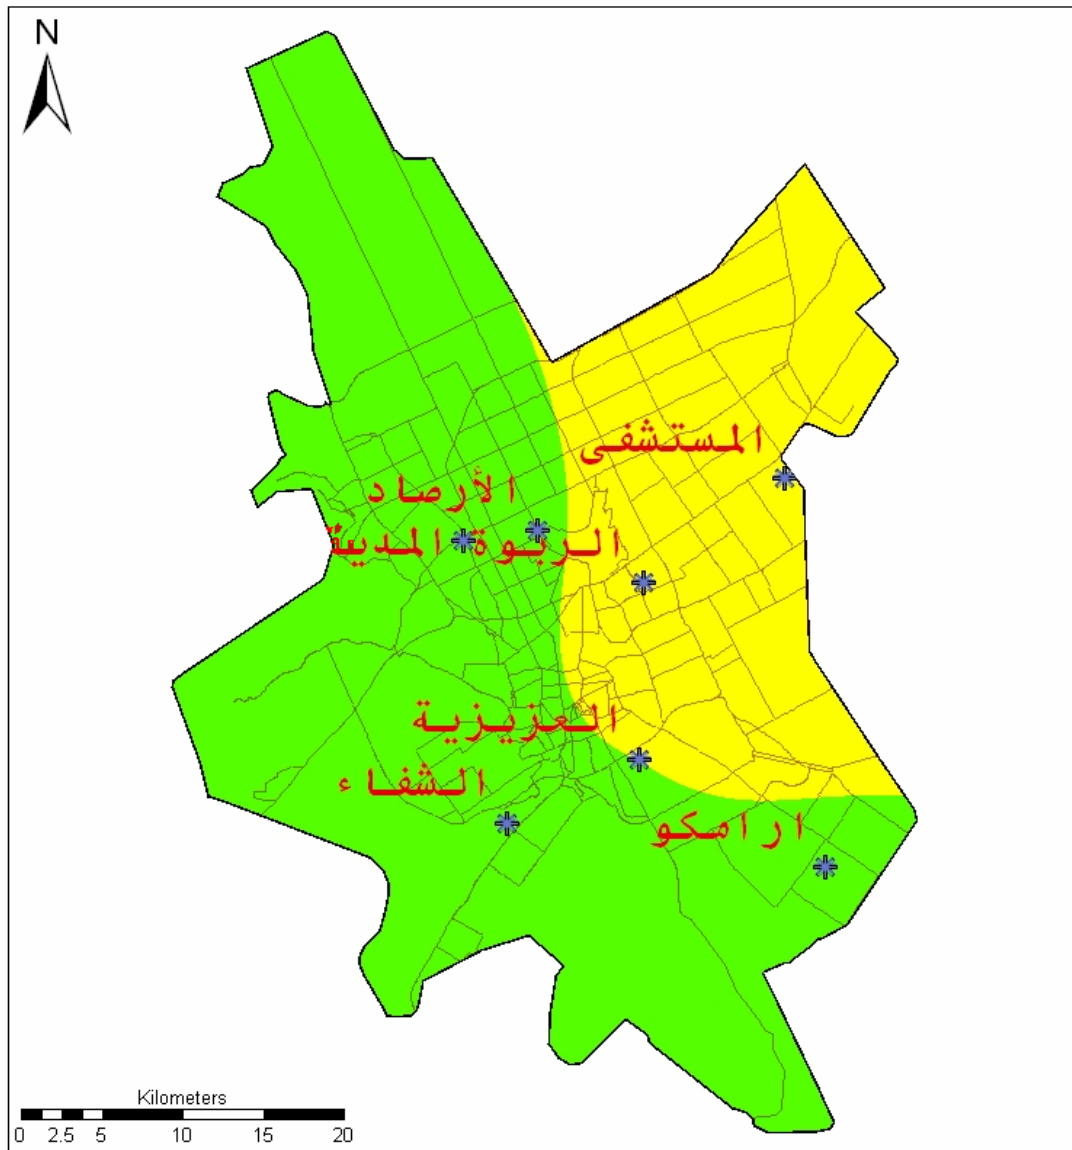 N
المستشفى
الأرصاد
الربوة المدينة
العزيزية
الشفاء
ارامكو
Kilometers
0 2.5 5 10 15 20